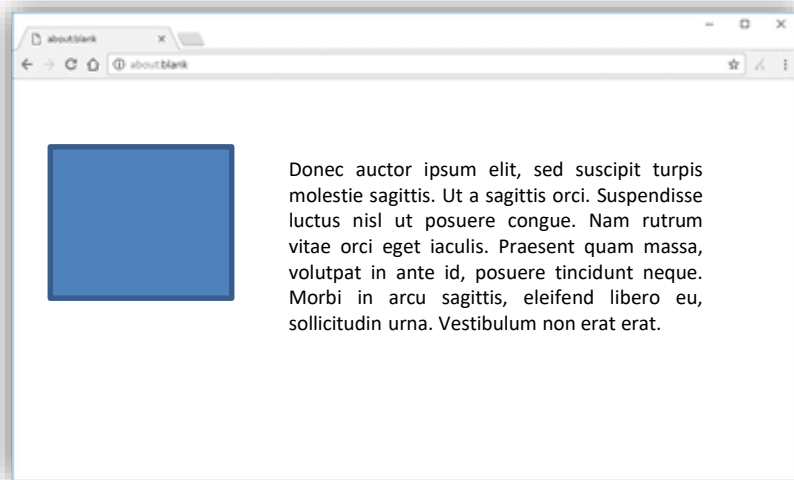 about:blank
about:blank
Donec auctor ipsum elit, sed suscipit turpis
molestie sagittis. Ut a sagittis orci. Suspendisse
luctus nisl ut posuere congue. Nam rutrum
vitae orci eget iaculis. Praesent quam massa,
volutpat in ante id, posuere tincidunt neque.
Morbi in arcu sagittis, eleifend libero eu,
sollicitudin urna. Vestibulum non erat erat.